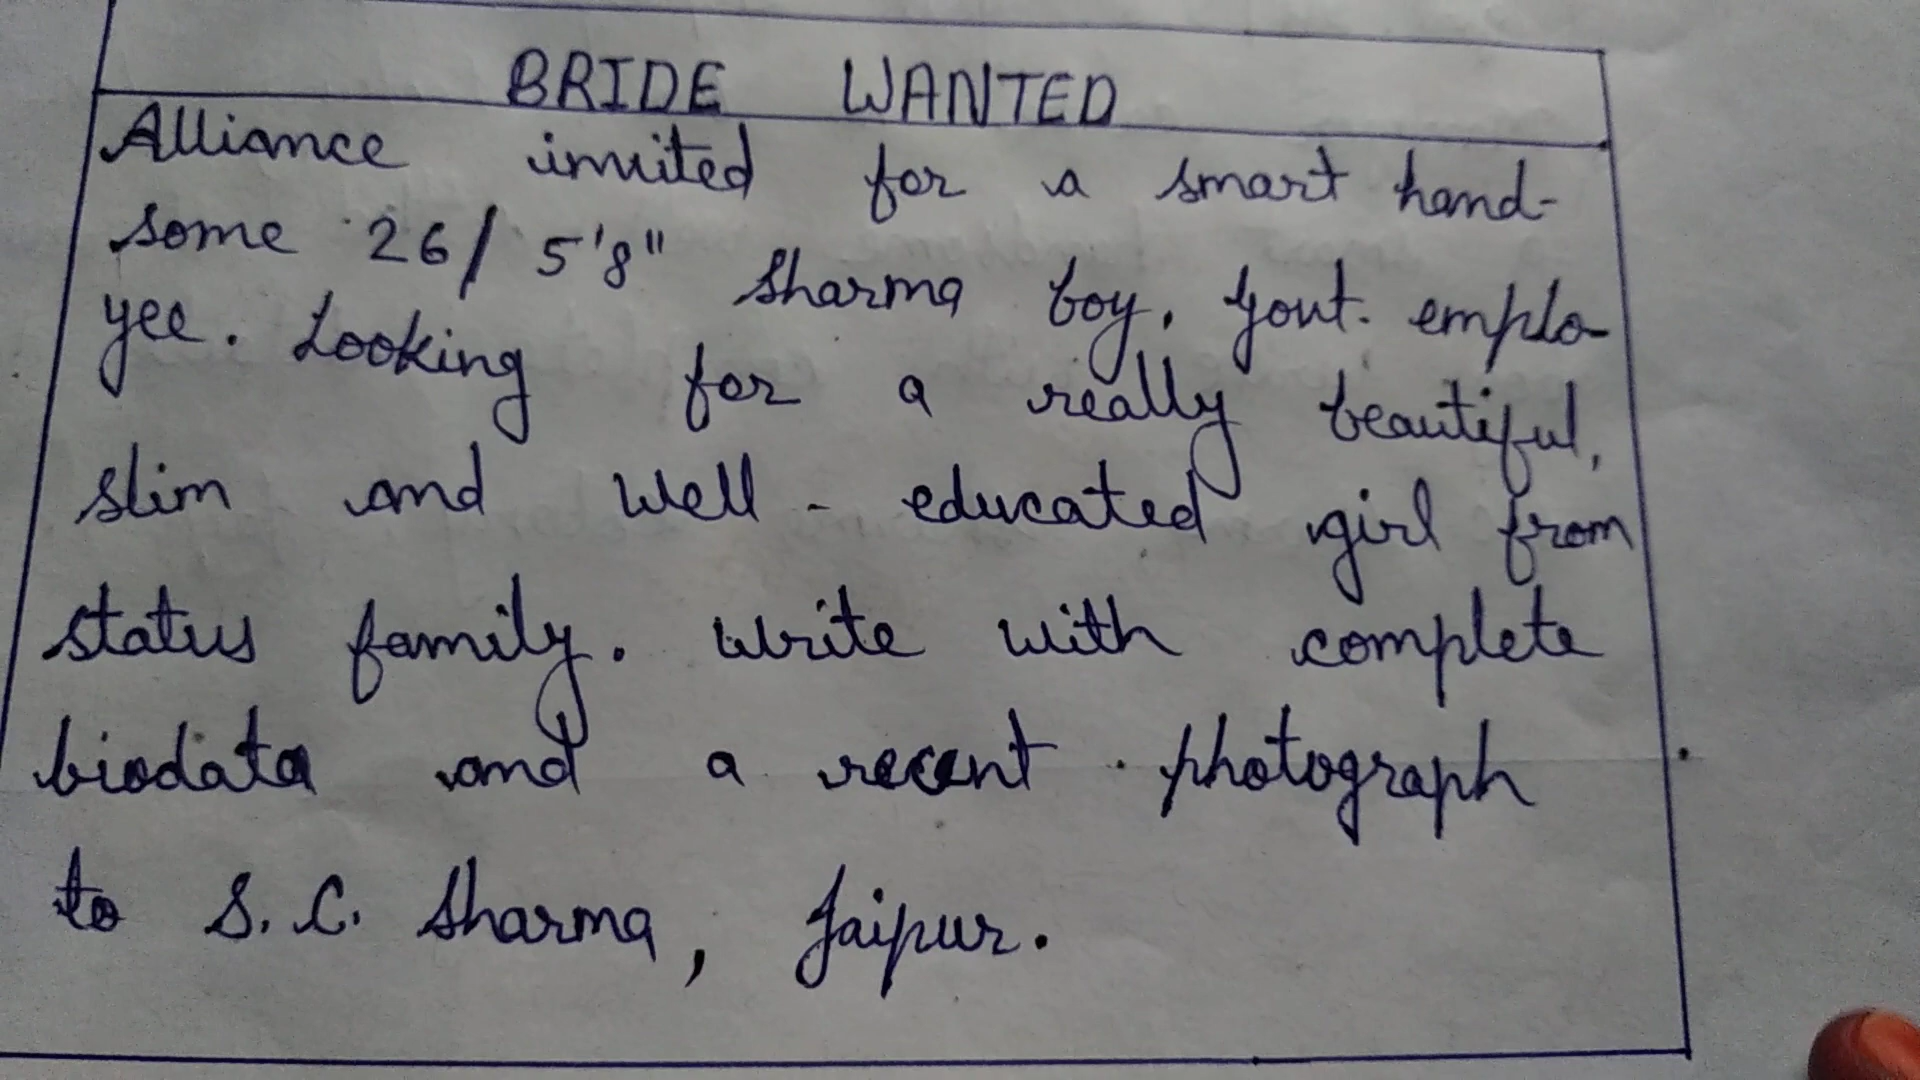 BRIDE WANTED
Alliance invited for a smart hand-
some 26/ 5'8" Sharma boy. Govt. emplo-
yee. Looking for a really beautiful,
slim and well - educated girl from
status family. Write with complete
biodata and a recent photograph
to S. C. Sharma, Jaipur.